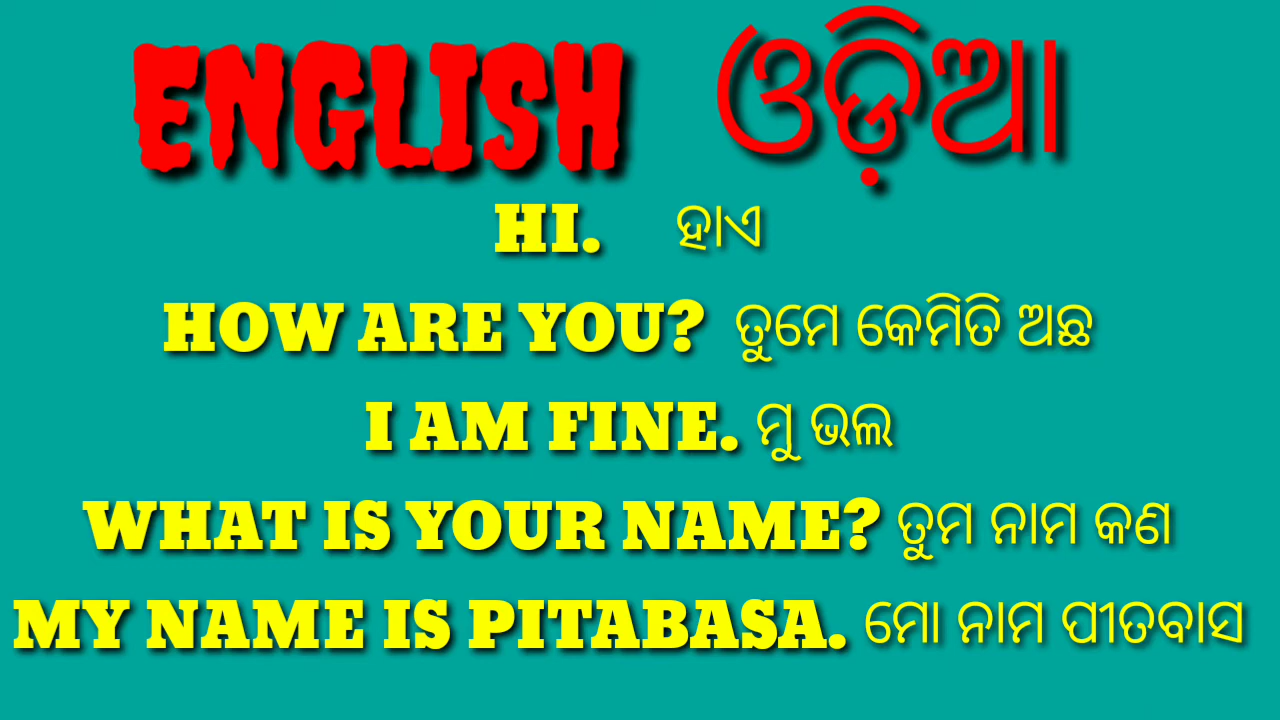 ENGLISH ଓଡ଼ିଆ
HI. ହାଏ
HOW ARE YOU? ତୁମେ କେମିତି ଅଛ
I AM FINE. ମୁ ଭଲ
WHAT IS YOUR NAME? ତୁମ ନାମ କଣ
MY NAME IS PITABASA. ମୋ ନାମ ପୀତଵାସ